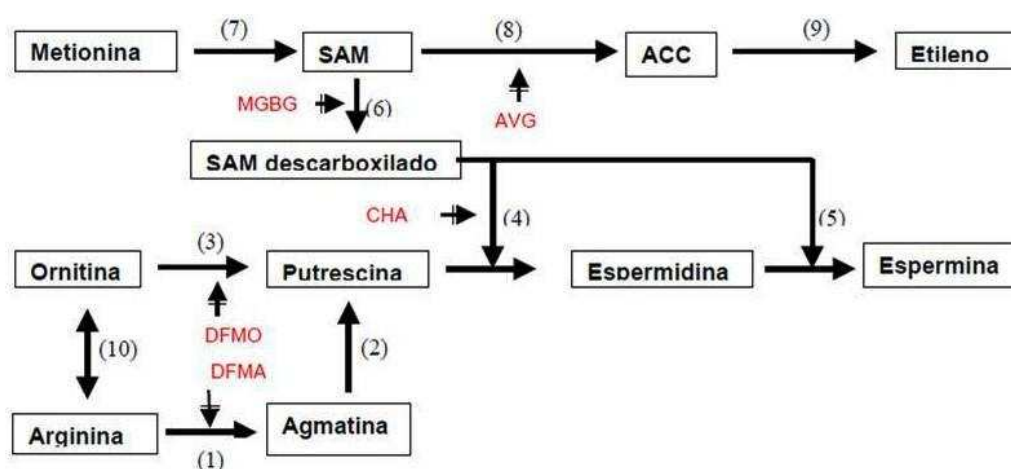 (7)
(8)
(9)
Metionina
SAM
ACC
Etileno
MGBG
(6)
AVG
SAM descarboxilado
CHA
(4)
(5)
(3)
Ornitina
Putrescina
Espermidina
Espermina
DFMO
(10)
(2)
DFMA
Arginina
Agmatina
(1)